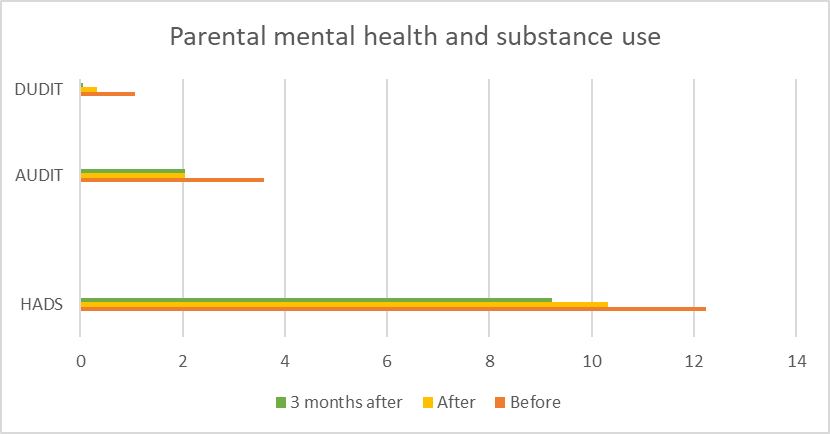 Parental mental health and substance use
DUDIT
AUDIT
HADS
0 2 4 6 8 10 12 14
3 months after After Before